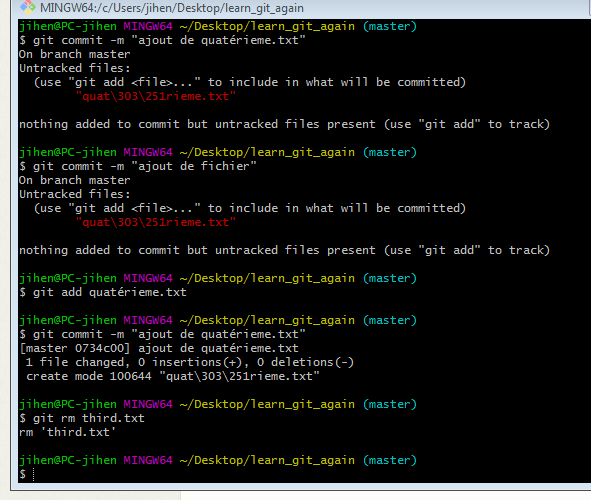 MINGW64:/c/Users/jihen/Desktop/learn_git_again
jihen@PC-jihen MINGW64 ~/Desktop/learn_git_again (master)
$ git commit -m "ajout de quatérieme.txt"
On branch master
Untracked files:
  (use "git add <file>..." to include in what will be committed)
        "quat\303\251rieme.txt"

nothing added to commit but untracked files present (use "git add" to track)

jihen@PC-jihen MINGW64 ~/Desktop/learn_git_again (master)
$ git commit -m "ajout de fichier"
On branch master
Untracked files:
  (use "git add <file>..." to include in what will be committed)
        "quat\303\251rieme.txt"

nothing added to commit but untracked files present (use "git add" to track)

jihen@PC-jihen MINGW64 ~/Desktop/learn_git_again (master)
$ git add quatérieme.txt

jihen@PC-jihen MINGW64 ~/Desktop/learn_git_again (master)
$ git commit -m "ajout de quatérieme.txt"
[master 0734c00] ajout de quatérieme.txt
 1 file changed, 0 insertions(+), 0 deletions(-)
 create mode 100644 "quat\303\251rieme.txt"

jihen@PC-jihen MINGW64 ~/Desktop/learn_git_again (master)
$ git rm third.txt
rm 'third.txt'

jihen@PC-jihen MINGW64 ~/Desktop/learn_git_again (master)
$